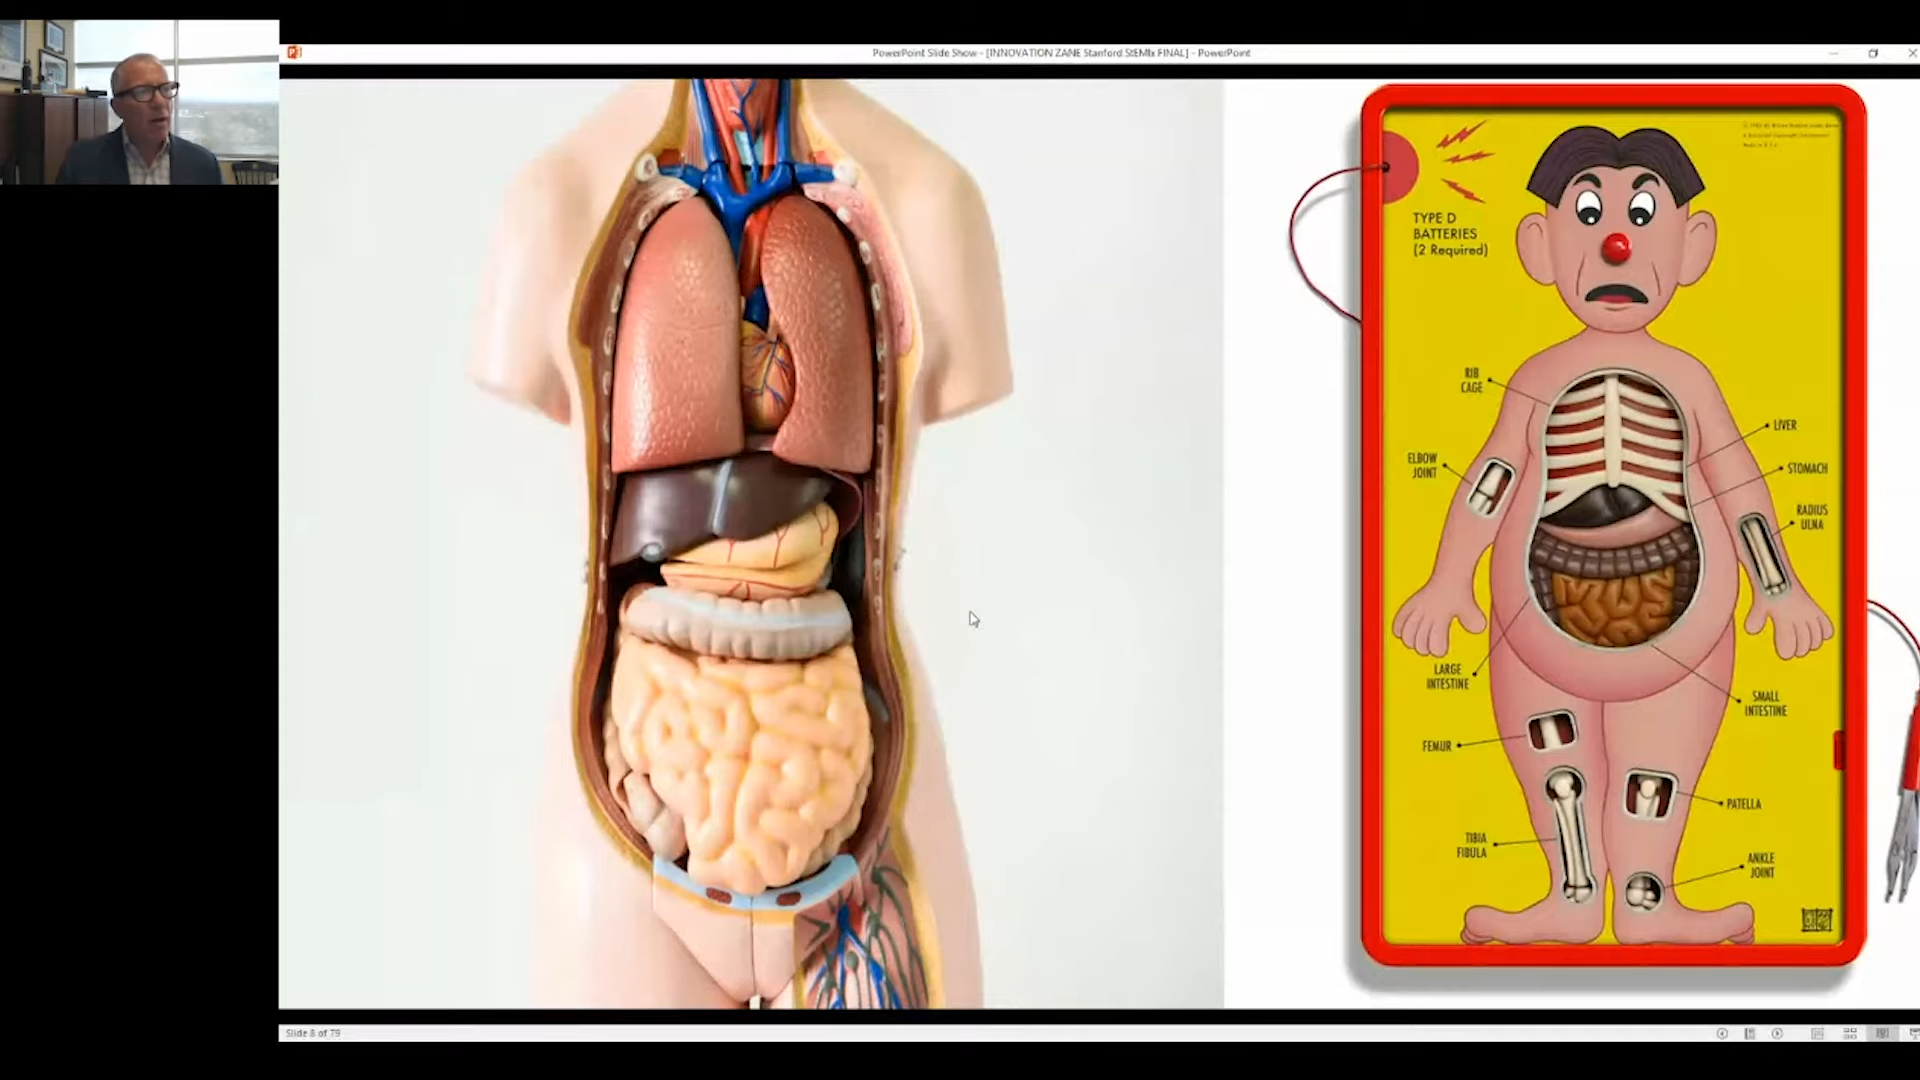 PowerPoint Slide Show - [INNOVATION ZANE Stanford StEMIx FINAL] - PowerPoint
TYPE D
BATTERIES
(2 Required)
RIB
CAGE
LIVER
ELBOW
JOINT
STOMACH
RADIUS
ULNA
LARGE
INTESTINE
SMALL
INTESTINE
FEMUR
PATELLA
TIBIA
FIBULA
ANKLE
JOINT
Slide 8 of 79